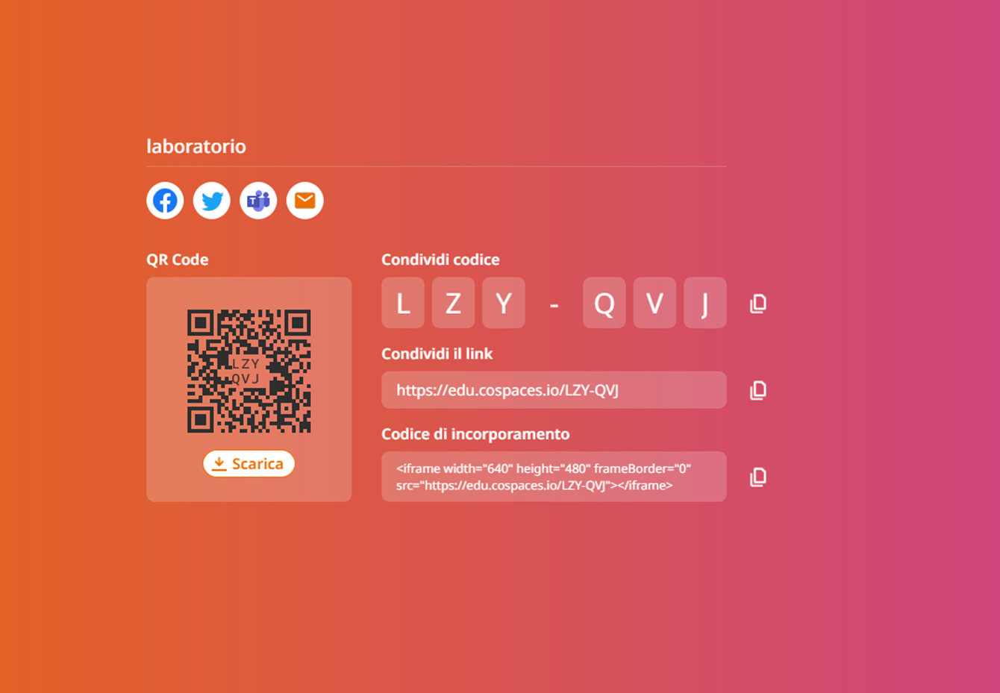 laboratorio
QR Code
LZY
QVJ
Scarica
Condividi codice
L Z Y - Q V J
Condividi il link
https://edu.cospaces.io/LZY-QVJ
Codice di incorporamento
<iframe width="640" height="480" frameBorder="0"
src="https://edu.cospaces.io/LZY-QVJ"></iframe>